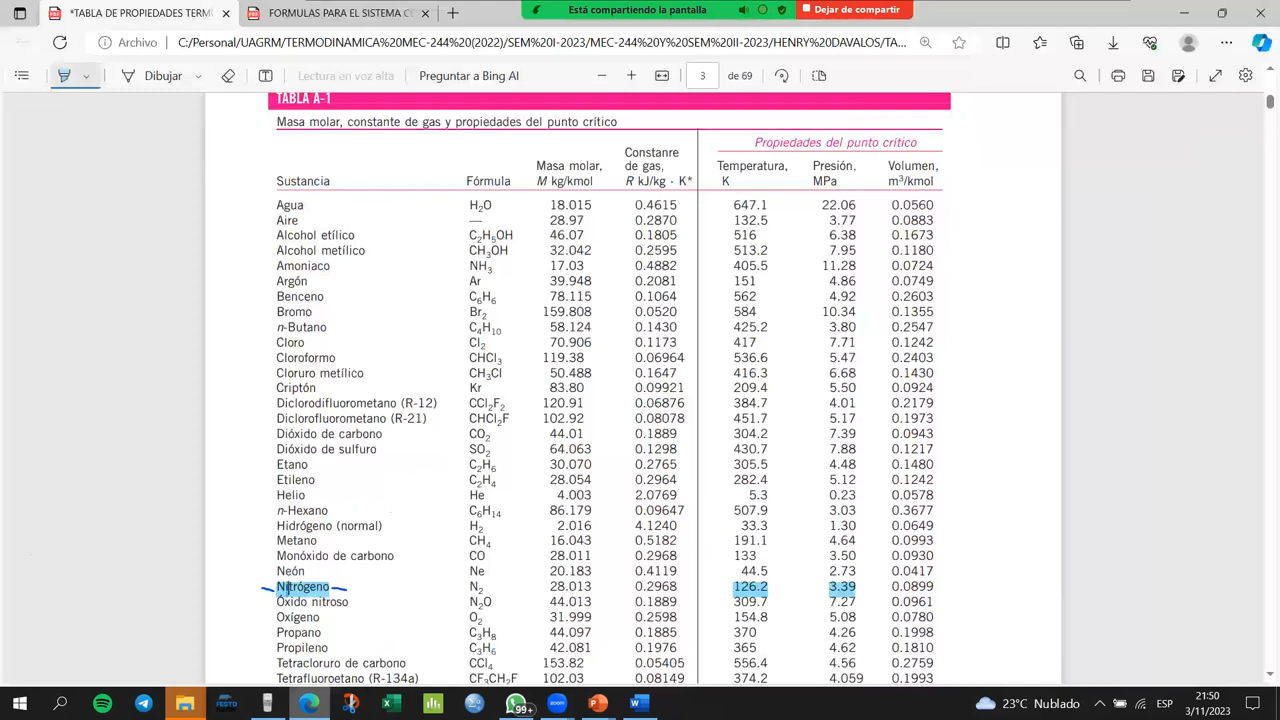 *TABLA DE PROPIEDADES TERM
FORMULAS PARA EL SISTEMA C
Está compartiendo la pantalla
Dejar de compartir
Archivo
C:/Personal/UAGRM/TERMODINAMICA%20MEC-244%20(2022)/SEM%20I-2023/MEC-244%20Y%20SEM%20II-2023/HENRY%20DAVALOS/TA...
Dibujar
Lectura en voz alta
Preguntar a Bing AI
3 de 69
TABLA A-1
Masa molar, constante de gas y propiedades del punto crítico
Propiedades del punto crítico
Sustancia Fórmula Masa molar, M kg/kmol Constanre de gas, R kJ/kg · K* Temperatura, K Presión, MPa Volumen, m³/kmol
Agua H₂O 18.015 0.4615 647.1 22.06 0.0560
Aire — 28.97 0.2870 132.5 3.77 0.0883
Alcohol etílico C₂H₅OH 46.07 0.1805 516 6.38 0.1673
Alcohol metílico CH₃OH 32.042 0.2595 513.2 7.95 0.1180
Amoniaco NH₃ 17.03 0.4882 405.5 11.28 0.0724
Argón Ar 39.948 0.2081 151 4.86 0.0749
Benceno C₆H₆ 78.115 0.1064 562 4.92 0.2603
Bromo Br₂ 159.808 0.0520 584 10.34 0.1355
n-Butano C₄H₁₀ 58.124 0.1430 425.2 3.80 0.2547
Cloro Cl₂ 70.906 0.1173 417 7.71 0.1242
Cloroformo CHCl₃ 119.38 0.06964 536.6 5.47 0.2403
Cloruro metílico CH₃Cl 50.488 0.1647 416.3 6.68 0.1430
Criptón Kr 83.80 0.09921 209.4 5.50 0.0924
Diclorodifluorometano (R-12) CCl₂F₂ 120.91 0.06876 384.7 4.01 0.2179
Diclorofluorometano (R-21) CHCl₂F 102.92 0.08078 451.7 5.17 0.1973
Dióxido de carbono CO₂ 44.01 0.1889 304.2 7.39 0.0943
Dióxido de sulfuro SO₂ 64.063 0.1298 430.7 7.88 0.1217
Etano C₂H₆ 30.070 0.2765 305.5 4.48 0.1480
Etileno C₂H₄ 28.054 0.2964 282.4 5.12 0.1242
Helio He 4.003 2.0769 5.3 0.23 0.0578
n-Hexano C₆H₁₄ 86.179 0.09647 507.9 3.03 0.3677
Hidrógeno (normal) H₂ 2.016 4.1240 33.3 1.30 0.0649
Metano CH₄ 16.043 0.5182 191.1 4.64 0.0993
Monóxido de carbono CO 28.011 0.2968 133 3.50 0.0930
Neón Ne 20.183 0.4119 44.5 2.73 0.0417
Nitrógeno N₂ 28.013 0.2968 126.2 3.39 0.0899
Óxido nitroso N₂O 44.013 0.1889 309.7 7.27 0.0961
Oxígeno O₂ 31.999 0.2598 154.8 5.08 0.0780
Propano C₃H₈ 44.097 0.1885 370 4.26 0.1998
Propileno C₃H₆ 42.081 0.1976 365 4.62 0.1810
Tetracloruro de carbono CCl₄ 153.82 0.05405 556.4 4.56 0.2759
Tetrafluoretano (R-134a) CF₃CH₂F 102.03 0.08149 374.2 4.059 0.1993
FESTO
99+
zoom
23°C Nublado
ESP
21:50
3/11/2023